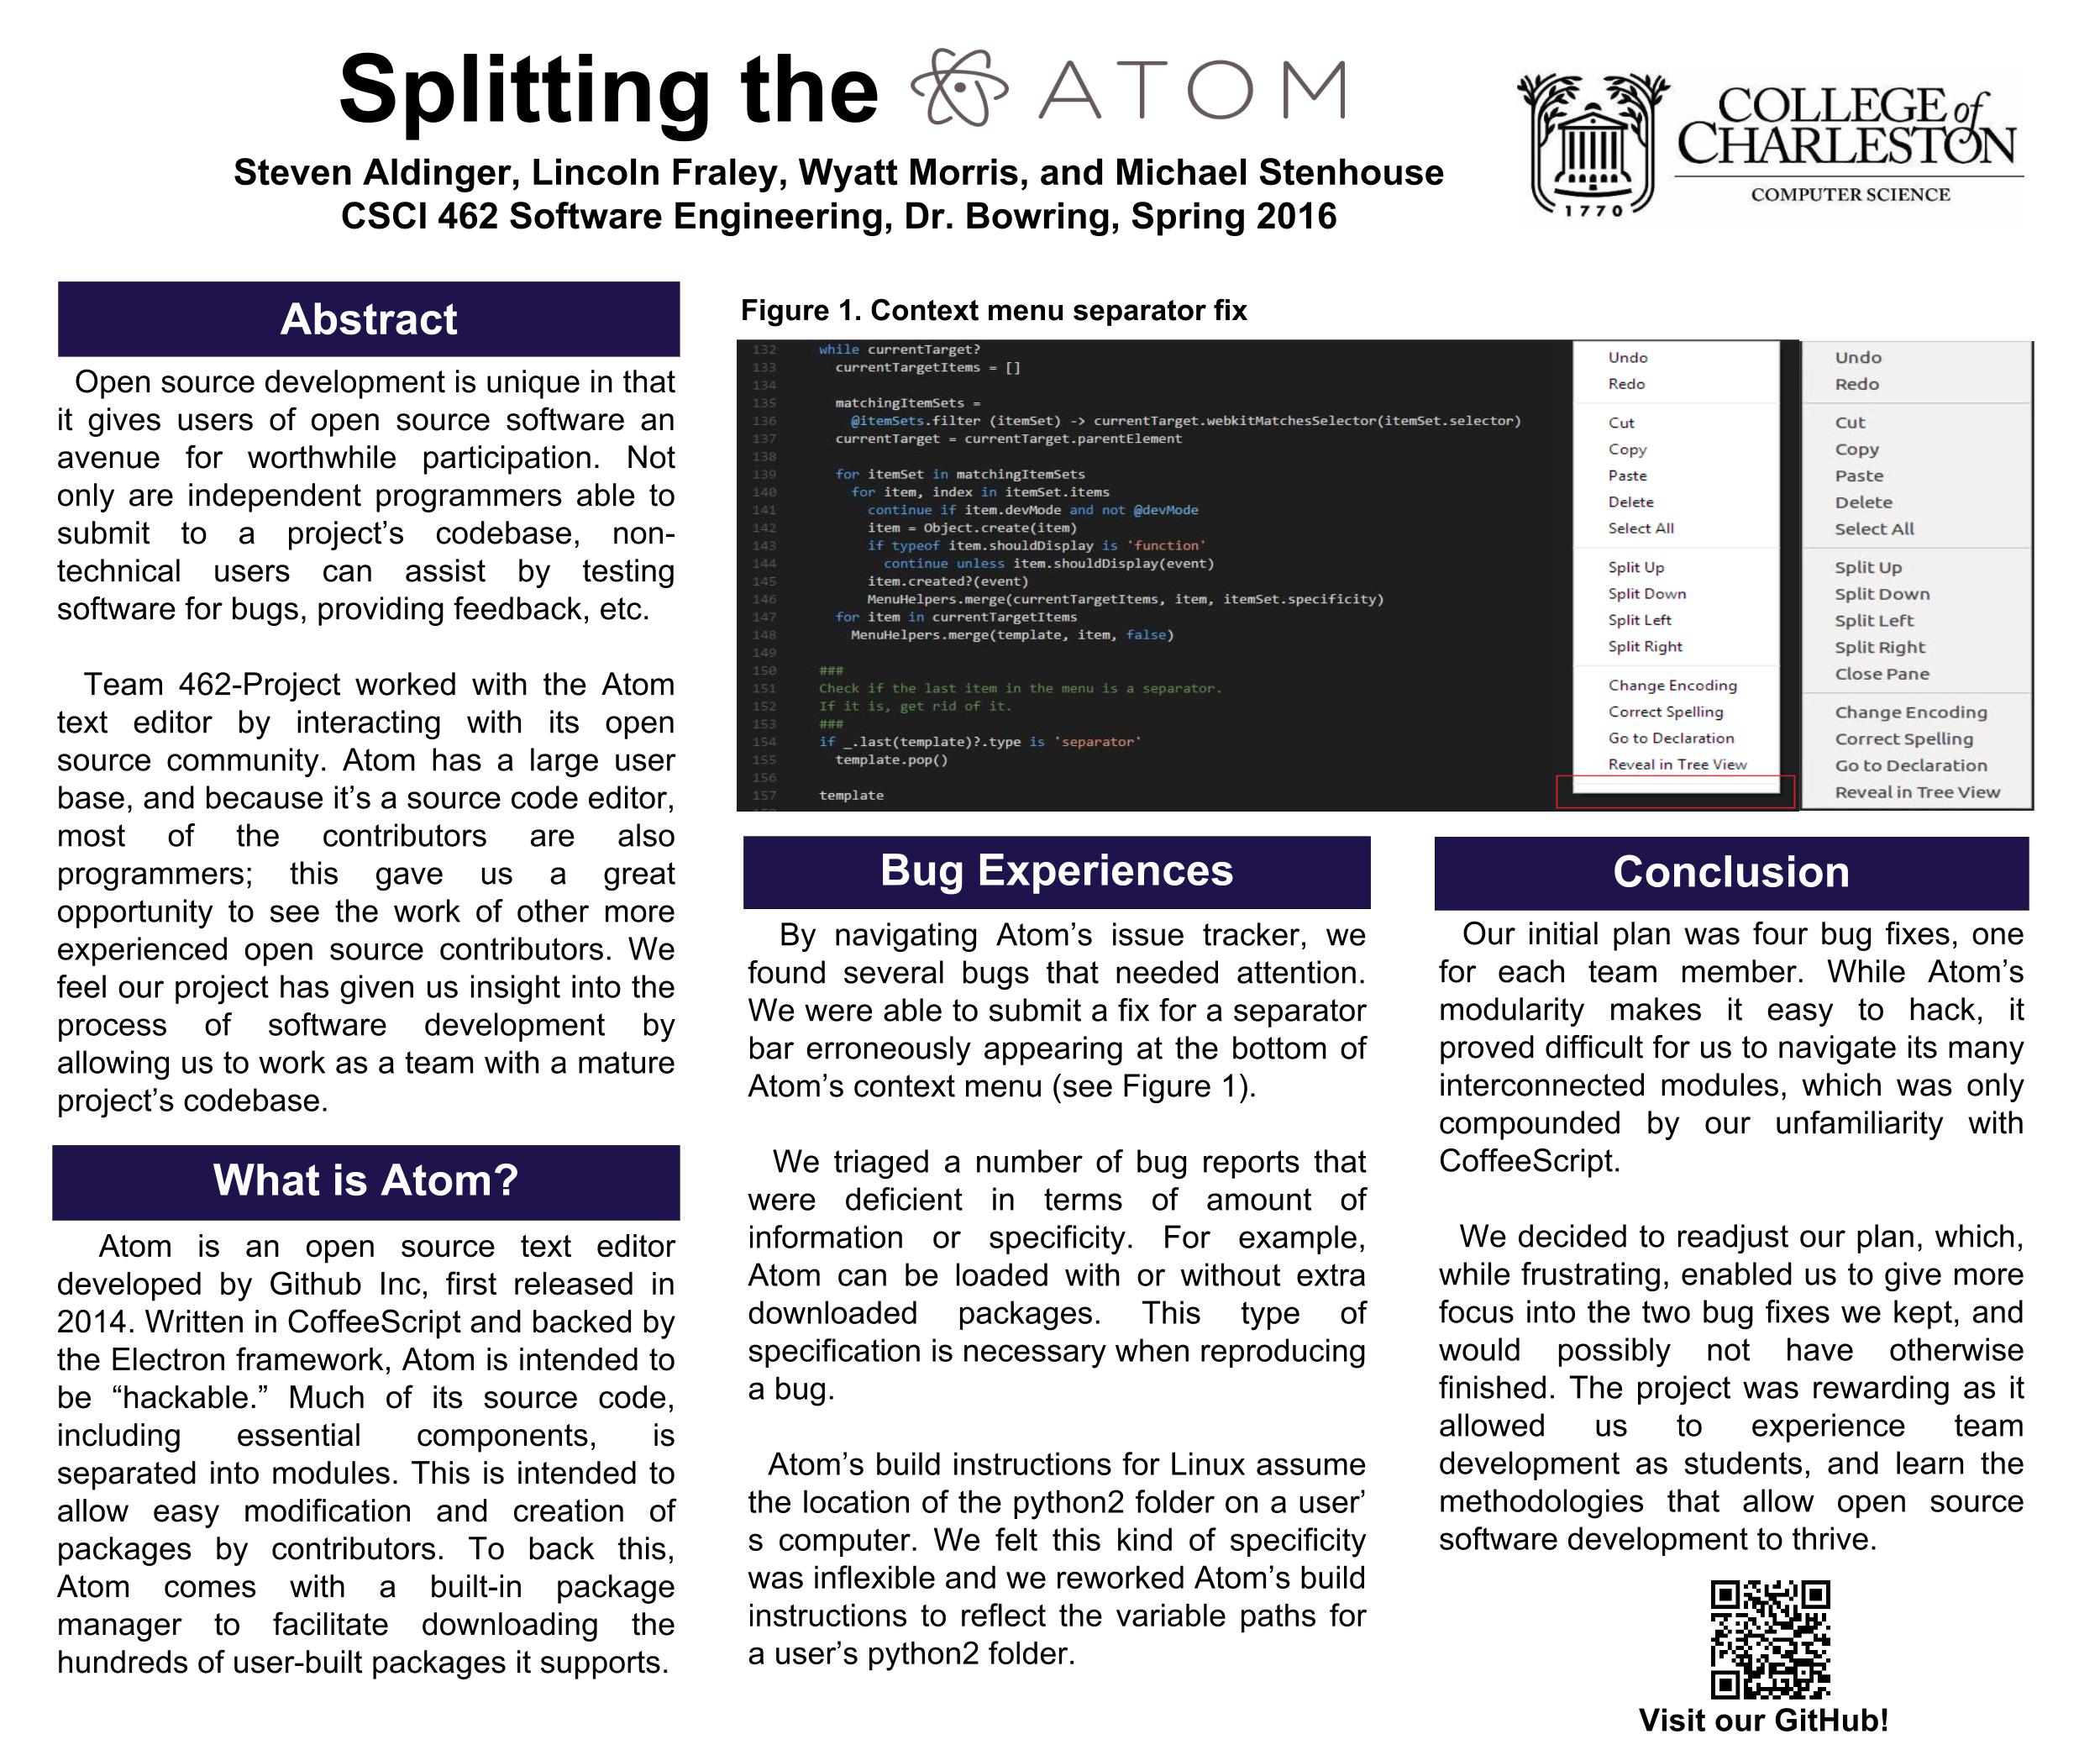 Splitting the ATOM
Steven Aldinger, Lincoln Fraley, Wyatt Morris, and Michael Stenhouse
CSCI 462 Software Engineering, Dr. Bowring, Spring 2016
1770
COLLEGE of
CHARLESTON
COMPUTER SCIENCE
Abstract
Open source development is unique in that
it gives users of open source software an
avenue for worthwhile participation. Not
only are independent programmers able to
submit to a project’s codebase, non-
technical users can assist by testing
software for bugs, providing feedback, etc.
Team 462-Project worked with the Atom
text editor by interacting with its open
source community. Atom has a large user
base, and because it’s a source code editor,
most of the contributors are also
programmers; this gave us a great
opportunity to see the work of other more
experienced open source contributors. We
feel our project has given us insight into the
process of software development by
allowing us to work as a team with a mature
project’s codebase.
What is Atom?
Atom is an open source text editor
developed by Github Inc, first released in
2014. Written in CoffeeScript and backed by
the Electron framework, Atom is intended to
be “hackable.” Much of its source code,
including essential components, is
separated into modules. This is intended to
allow easy modification and creation of
packages by contributors. To back this,
Atom comes with a built-in package
manager to facilitate downloading the
hundreds of user-built packages it supports.
Figure 1. Context menu separator fix
132 while currentTarget?
133 currentTargetItems = []
134
135 matchingItemSets =
136 @itemSets.filter (itemSet) -> currentTarget.webkitMatchesSelector(itemSet.selector)
137 currentTarget = currentTarget.parentElement
138
139 for itemSet in matchingItemSets
140 for item, index in itemSet.items
141 continue if item.devMode and not @devMode
142 item = Object.create(item)
143 if typeof item.shouldDisplay is 'function'
144 continue unless item.shouldDisplay(event)
145 item.created?(event)
146 MenuHelpers.merge(currentTargetItems, item, itemSet.specificity)
147 for item in currentTargetItems
148 MenuHelpers.merge(template, item, false)
149
150 ###
151 Check if the last item in the menu is a separator.
152 If it is, get rid of it.
153 ###
154 if _.last(template)?.type is 'separator'
155 template.pop()
156
157 template
Undo
Redo
Cut
Copy
Paste
Delete
Select All
Split Up
Split Down
Split Left
Split Right
Change Encoding
Correct Spelling
Go to Declaration
Reveal in Tree View
Undo
Redo
Cut
Copy
Paste
Delete
Select All
Split Up
Split Down
Split Left
Split Right
Close Pane
Change Encoding
Correct Spelling
Go to Declaration
Reveal in Tree View
Bug Experiences
By navigating Atom’s issue tracker, we
found several bugs that needed attention.
We were able to submit a fix for a separator
bar erroneously appearing at the bottom of
Atom’s context menu (see Figure 1).
We triaged a number of bug reports that
were deficient in terms of amount of
information or specificity. For example,
Atom can be loaded with or without extra
downloaded packages. This type of
specification is necessary when reproducing
a bug.
Atom’s build instructions for Linux assume
the location of the python2 folder on a user’
s computer. We felt this kind of specificity
was inflexible and we reworked Atom’s build
instructions to reflect the variable paths for
a user’s python2 folder.
Conclusion
Our initial plan was four bug fixes, one
for each team member. While Atom’s
modularity makes it easy to hack, it
proved difficult for us to navigate its many
interconnected modules, which was only
compounded by our unfamiliarity with
CoffeeScript.
We decided to readjust our plan, which,
while frustrating, enabled us to give more
focus into the two bug fixes we kept, and
would possibly not have otherwise
finished. The project was rewarding as it
allowed us to experience team
development as students, and learn the
methodologies that allow open source
software development to thrive.
Visit our GitHub!